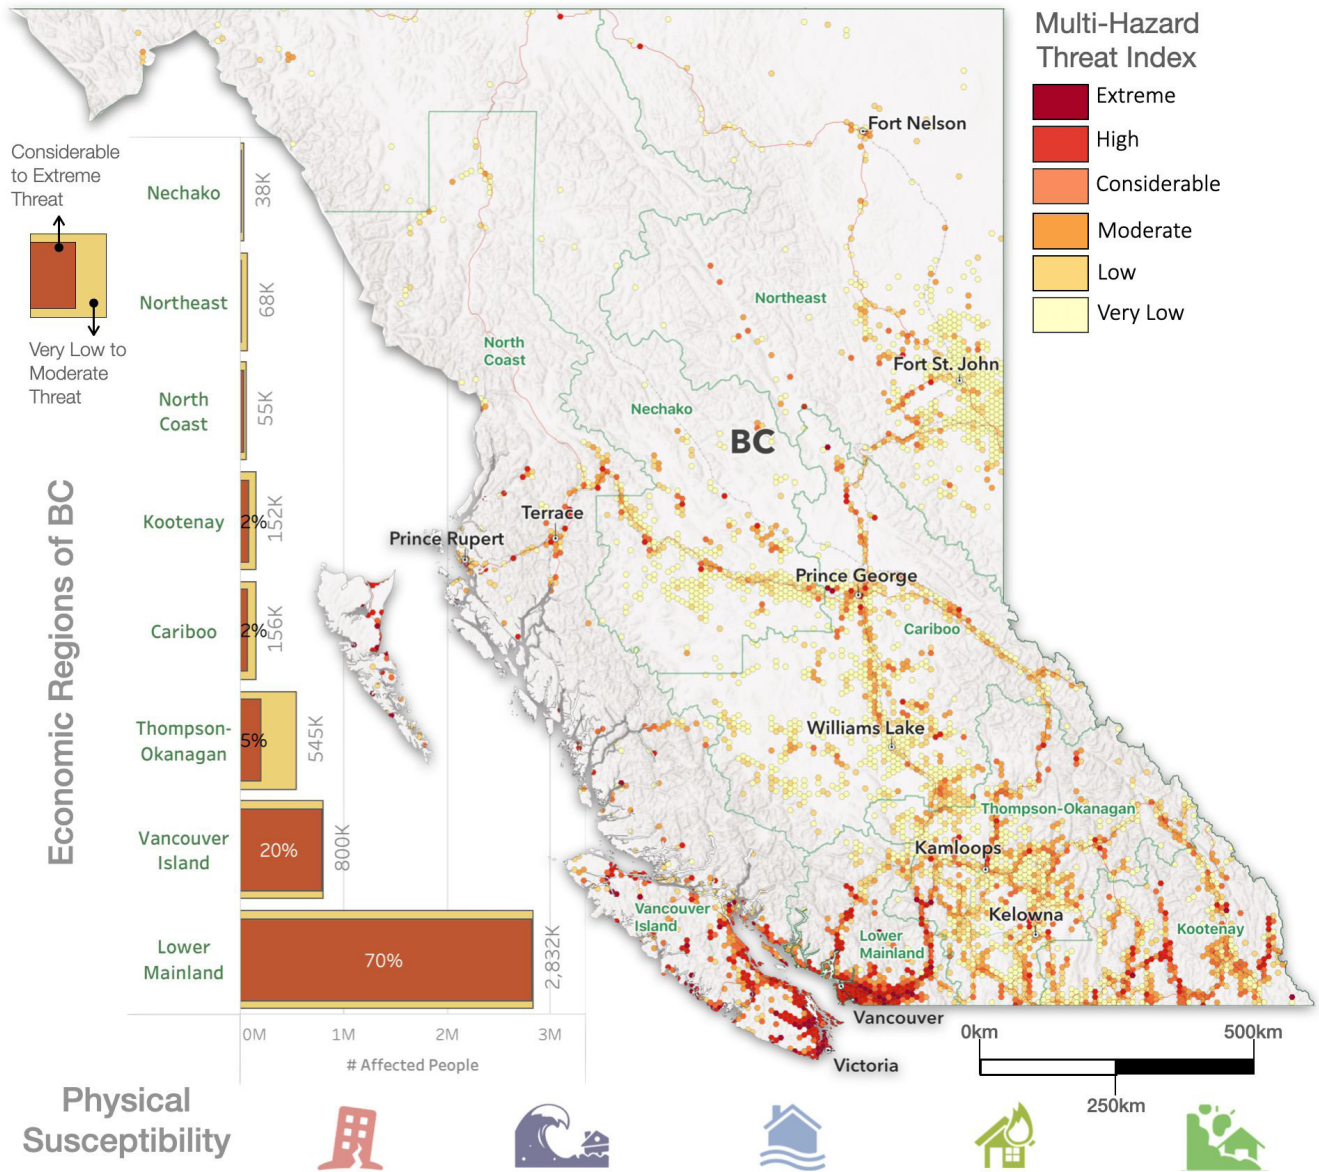 Multi-Hazard
Threat Index
Extreme
High
Considerable
Moderate
Low
Very Low
Considerable
to Extreme
Threat
Very Low to
Moderate
Threat
Economic Regions of BC
Nechako
38K
Northeast
68K
North
Coast
55K
Kootenay
2%
152K
Cariboo
2%
156K
Thompson-
Okanagan
5%
545K
Vancouver
Island
20%
800K
Lower
Mainland
70%
2,832K
0M
1M
2M
3M
# Affected People
Fort Nelson
Northeast
North
Coast
Fort St. John
Nechako
BC
Terrace
Prince Rupert
Prince George
Cariboo
Williams Lake
Thompson-Okanagan
Kamloops
Kelowna
Vancouver
Island
Lower
Mainland
Kootenay
Vancouver
Victoria
0km
500km
250km
Physical
Susceptibility